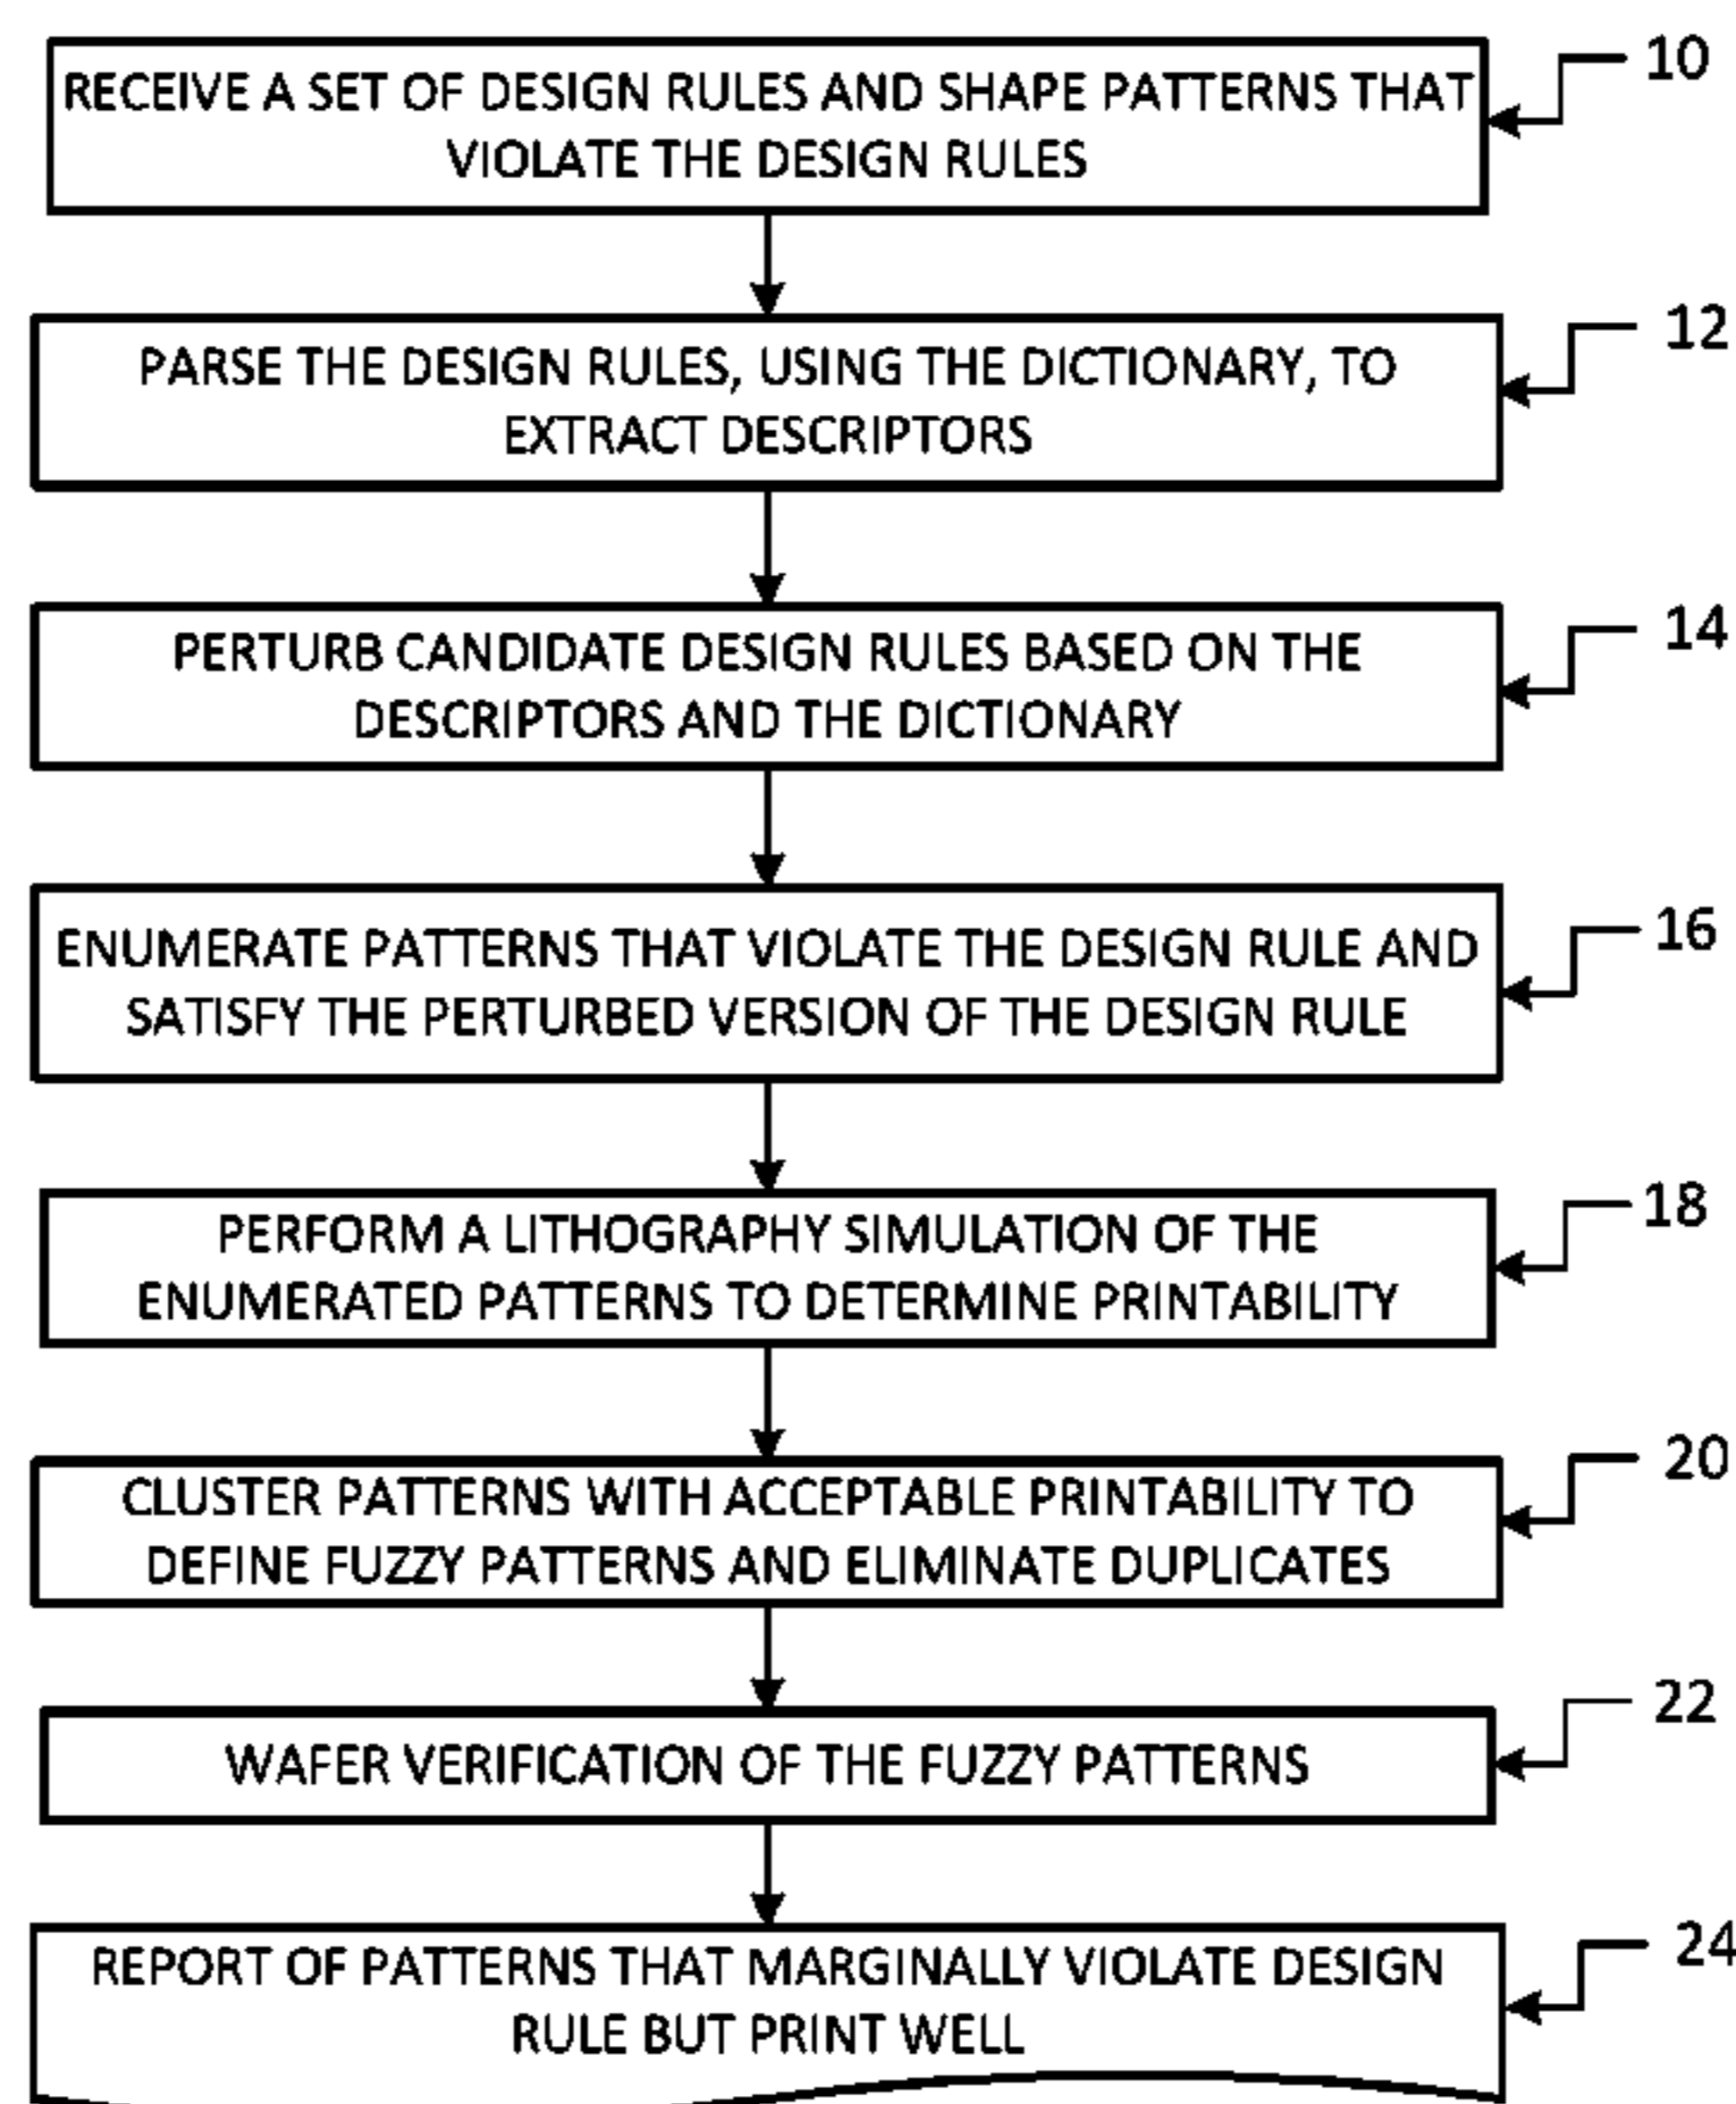 RECEIVE A SET OF DESIGN RULES AND SHAPE PATTERNS THAT
VIOLATE THE DESIGN RULES
10
PARSE THE DESIGN RULES, USING THE DICTIONARY, TO
EXTRACT DESCRIPTORS
12
PERTURB CANDIDATE DESIGN RULES BASED ON THE
DESCRIPTORS AND THE DICTIONARY
14
ENUMERATE PATTERNS THAT VIOLATE THE DESIGN RULE AND
SATISFY THE PERTURBED VERSION OF THE DESIGN RULE
16
PERFORM A LITHOGRAPHY SIMULATION OF THE
ENUMERATED PATTERNS TO DETERMINE PRINTABILITY
18
CLUSTER PATTERNS WITH ACCEPTABLE PRINTABILITY TO
DEFINE FUZZY PATTERNS AND ELIMINATE DUPLICATES
20
WAFER VERIFICATION OF THE FUZZY PATTERNS
22
REPORT OF PATTERNS THAT MARGINALLY VIOLATE DESIGN
RULE BUT PRINT WELL
24